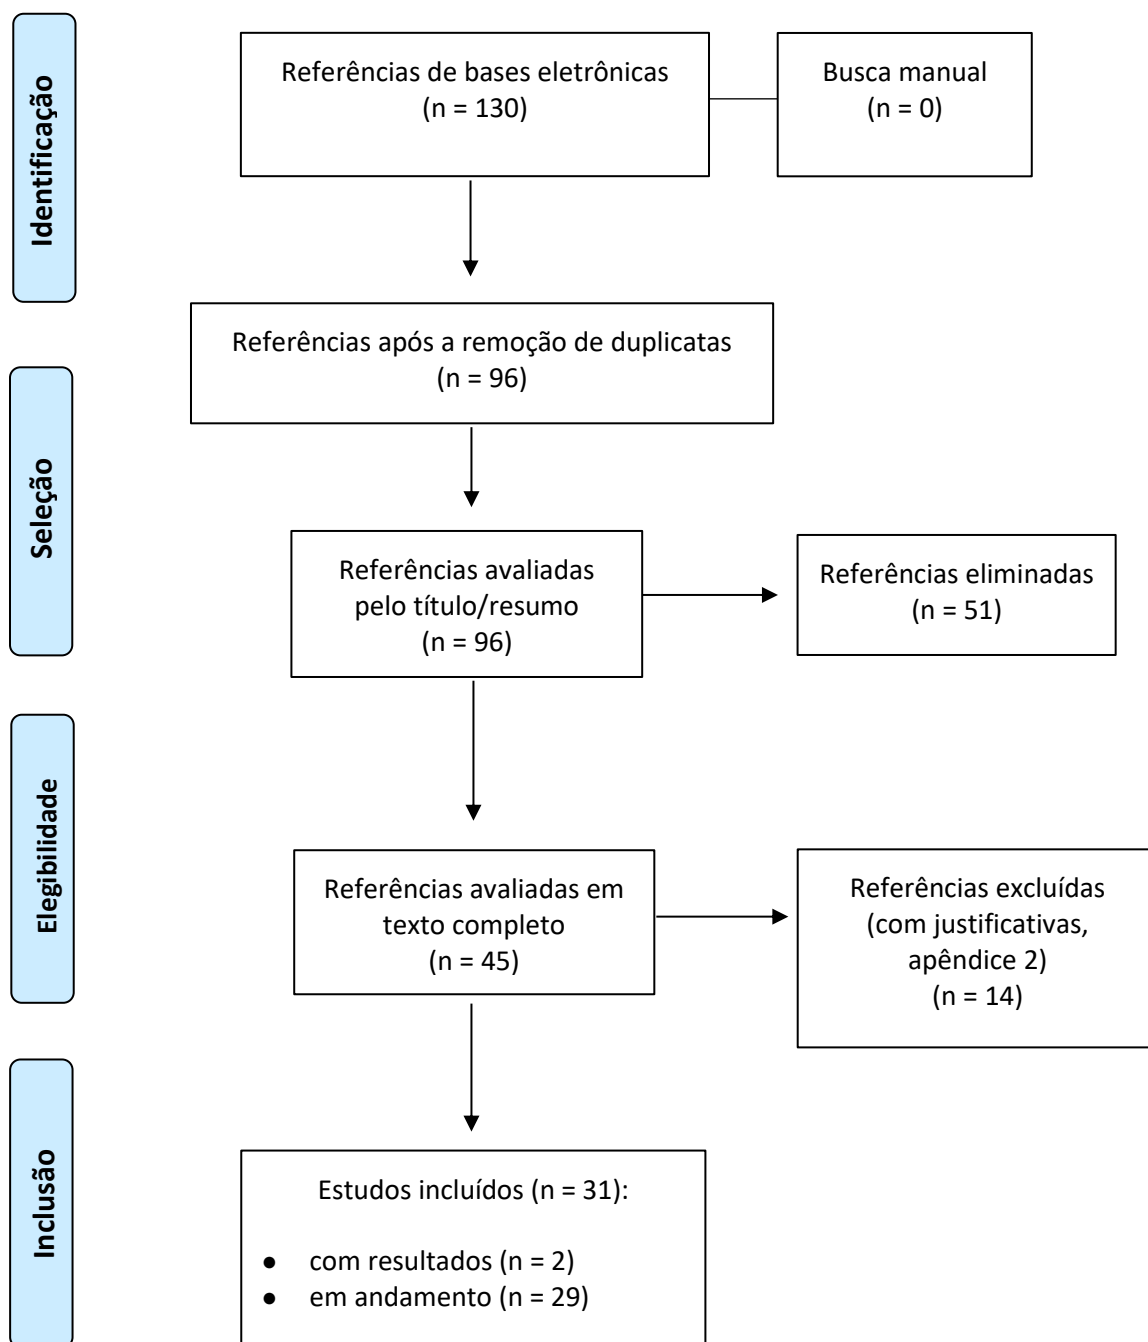 Identificação
Referências de bases eletrônicas
(n = 130)
Busca manual
(n = 0)
Referências após a remoção de duplicatas
(n = 96)
Seleção
Referências avaliadas
pelo título/resumo
(n = 96)
Referências eliminadas
(n = 51)
Elegibilidade
Referências avaliadas em
texto completo
(n = 45)
Referências excluídas
(com justificativas,
apêndice 2)
(n = 14)
Inclusão
Estudos incluídos (n = 31):
● com resultados (n = 2)
● em andamento (n = 29)